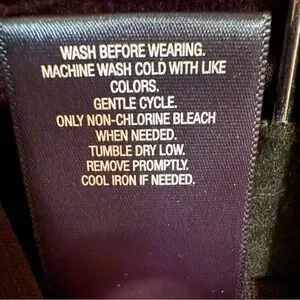 WASH BEFORE WEARING.
MACHINE WASH COLD WITH LIKE
COLORS.
GENTLE CYCLE.
ONLY NON-CHLORINE BLEACH
WHEN NEEDED.
TUMBLE DRY LOW.
REMOVE PROMPTLY.
COOL IRON IF NEEDED.